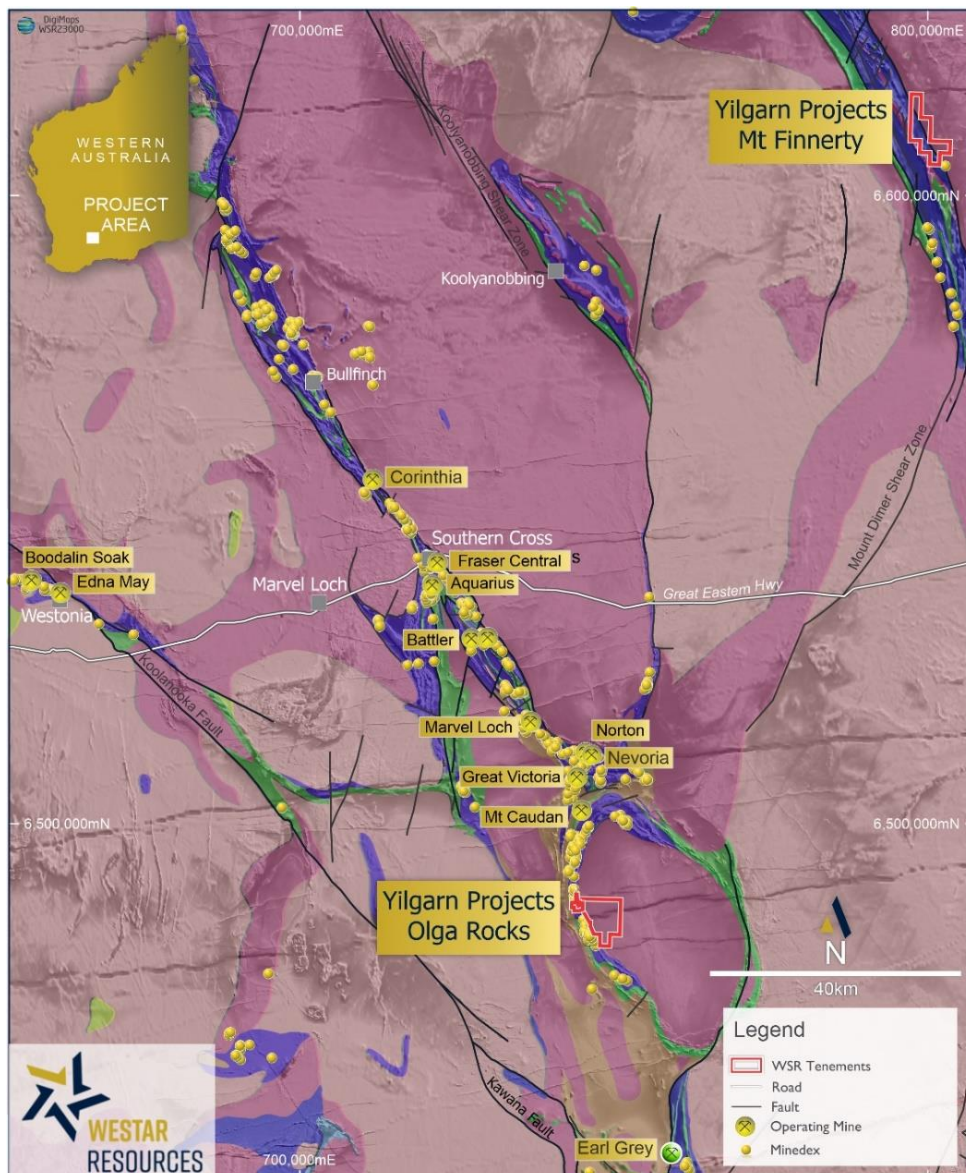 DigiMaps
WSR23000
700,000mE
800,000mE
WESTERN
AUSTRALIA
PROJECT
AREA
Yilgarn Projects
Mt Finnerty
Koolyanobbing Shear Zone
6,600,000mN
Koolyanobbing
Bullfinch
Corinthia
Mount Dimer Shear Zone
Southern Cross
Boodalin Soak
Fraser Central
S
Edna May
Marvel Loch
Aquarius
Great Eastern Hwy
Westonia
Battler
Koolanooka Fault
Marvel Loch
Norton
Nevoria
Great Victoria
Mt Caudan
6,500,000mN
6,500,000mN
Yilgarn Projects
Olga Rocks
N
40km
Legend
WSR Tenements
Road
Fault
Operating Mine
Minedex
Kawana Fault
Earl Grey
WESTAR
RESOURCES
700,000mE